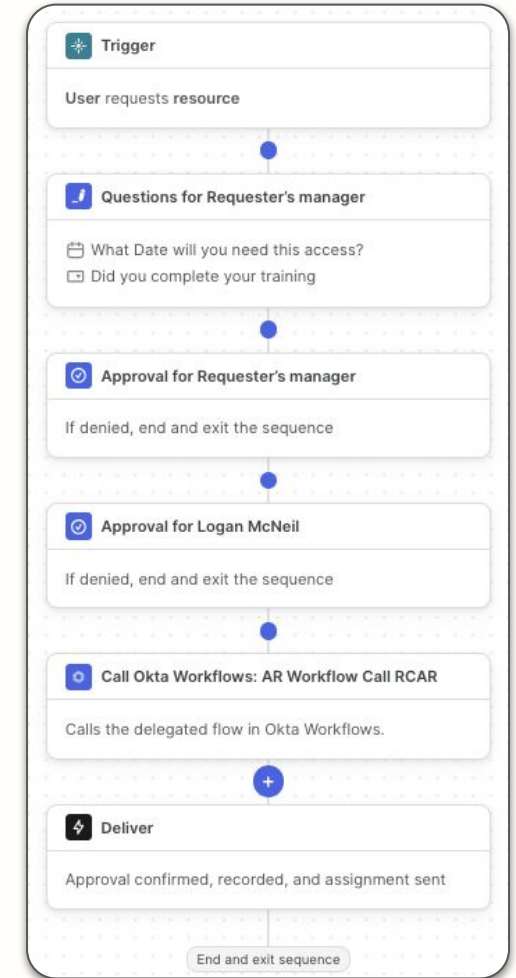 Trigger
User requests resource
Questions for Requester's manager
What Date will you need this access?
Did you complete your training
Approval for Requester's manager
If denied, end and exit the sequence
Approval for Logan McNeil
If denied, end and exit the sequence
Call Okta Workflows: AR Workflow Call RCAR
Calls the delegated flow in Okta Workflows.
Deliver
Approval confirmed, recorded, and assignment sent
End and exit sequence